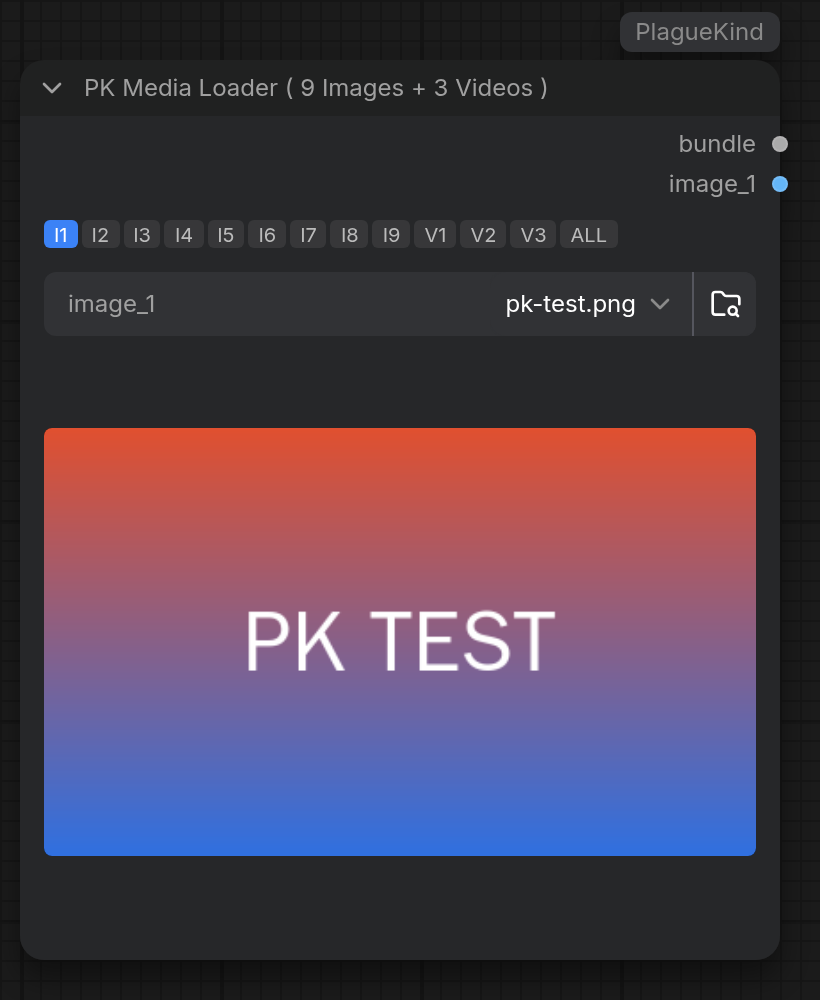 PlagueKind
PK Media Loader ( 9 Images + 3 Videos )
bundle
image_1
I1 I2 I3 I4 I5 I6 I7 I8 I9 V1 V2 V3 ALL
image_1 pk-test.png
PK TEST